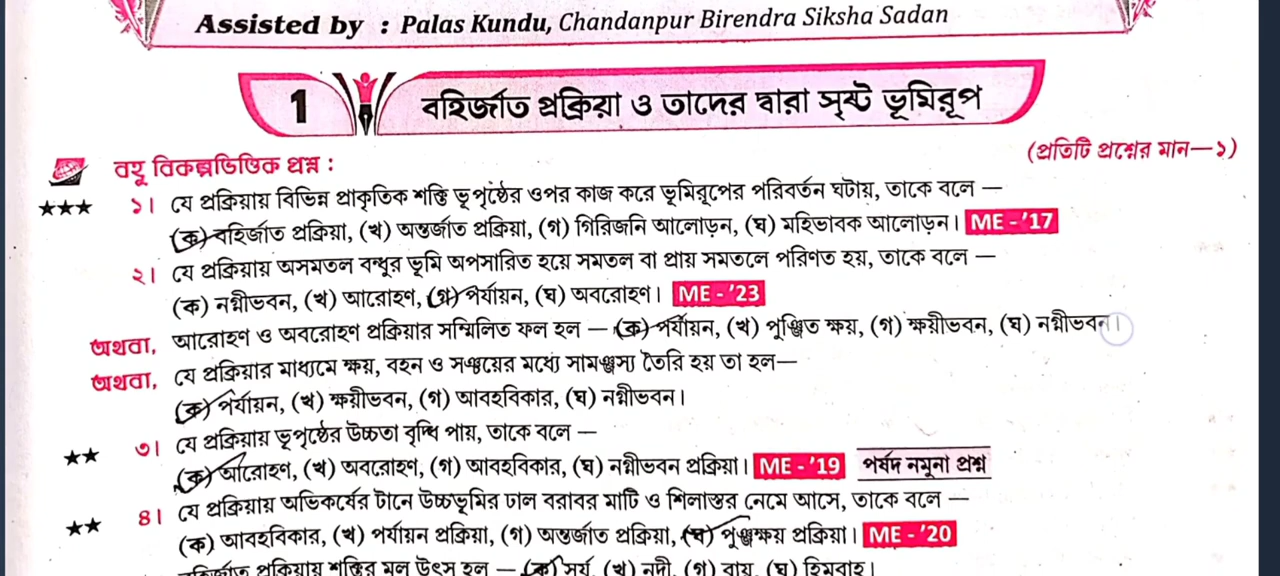 Assisted by : Palas Kundu, Chandanpur Birendra Siksha Sadan
1 বহির্জাত প্রক্রিয়া ও তাদের দ্বারা সৃষ্ট ভূমিরূপ
বহু বিকল্পভিত্তিক প্রশ্ন : (প্রতিটি প্রশ্নের মান—১)
★★★ ১। যে প্রক্রিয়ায় বিভিন্ন প্রাকৃতিক শক্তি ভূপৃষ্ঠের ওপর কাজ করে ভূমিরূপের পরিবর্তন ঘটায়, তাকে বলে —
(ক) বহির্জাত প্রক্রিয়া, (খ) অন্তর্জাত প্রক্রিয়া, (গ) গিরিজনি আলোড়ন, (ঘ) মহিভাবক আলোড়ন। ME - '17
২। যে প্রক্রিয়ায় অসমতল বন্ধুর ভূমি অপসারিত হয়ে সমতল বা প্রায় সমতলে পরিণত হয়, তাকে বলে —
(ক) নগ্নীভবন, (খ) আরোহণ, (গ) পর্যায়ন, (ঘ) অবরোহণ। ME - '23
অথবা, আরোহণ ও অবরোহণ প্রক্রিয়ার সম্মিলিত ফল হল — (ক) পর্যায়ন, (খ) পুঞ্জিত ক্ষয়, (গ) ক্ষয়ীভবন, (ঘ) নগ্নীভবন।
অথবা, যে প্রক্রিয়ার মাধ্যমে ক্ষয়, বহন ও সঞ্চয়ের মধ্যে সামঞ্জস্য তৈরি হয় তা হল—
(ক) পর্যায়ন, (খ) ক্ষয়ীভবন, (গ) আবহবিকার, (ঘ) নগ্নীভবন।
★★ ৩। যে প্রক্রিয়ায় ভূপৃষ্ঠের উচ্চতা বৃদ্ধি পায়, তাকে বলে —
(ক) আরোহণ, (খ) অবরোহণ, (গ) আবহবিকার, (ঘ) নগ্নীভবন প্রক্রিয়া। ME - '19 পর্ষদ নমুনা প্রশ্ন
★★ ৪। যে প্রক্রিয়ায় অভিকর্ষের টানে উচ্চভূমির ঢাল বরাবর মাটি ও শিলাস্তর নেমে আসে, তাকে বলে —
(ক) আবহবিকার, (খ) পর্যায়ন প্রক্রিয়া, (গ) অন্তর্জাত প্রক্রিয়া, (ঘ) পুঞ্জক্ষয় প্রক্রিয়া। ME - '20
বহির্জাত প্রক্রিয়ায় শক্তির মূল উৎস হল — (ক) সূর্য, (খ) নদী, (গ) বায়ু, (ঘ) হিমবাহ।